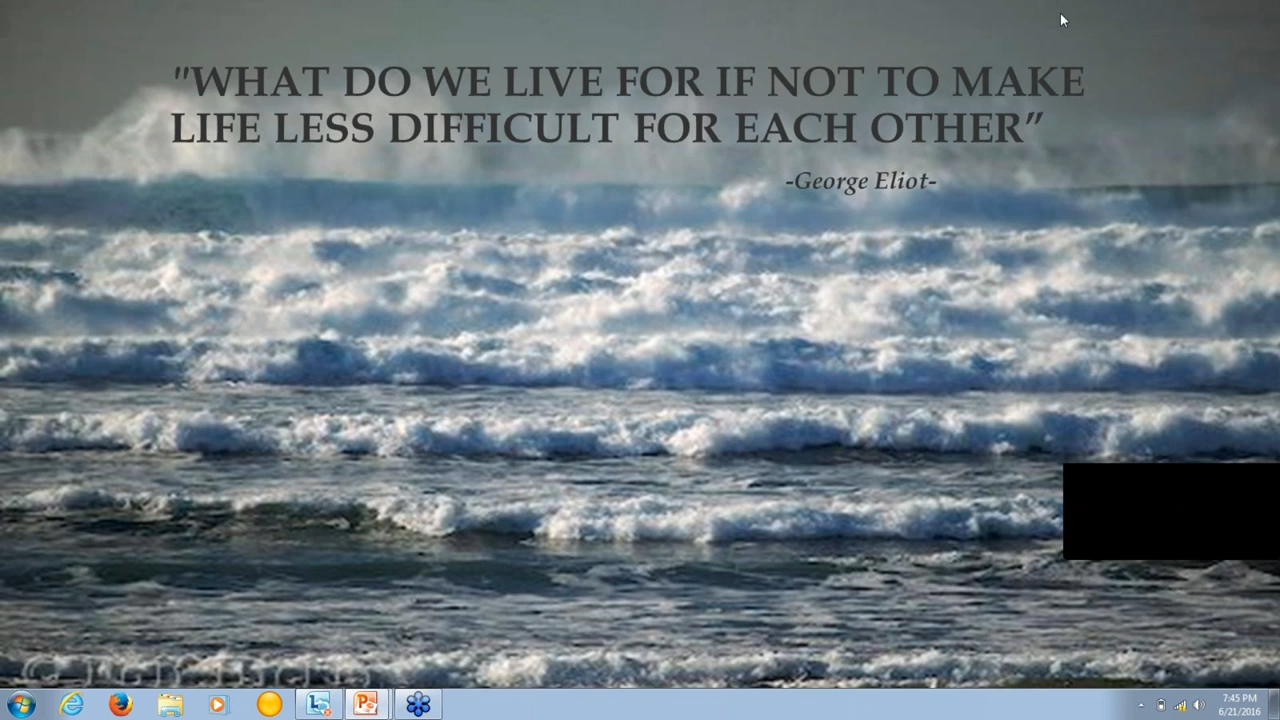 "WHAT DO WE LIVE FOR IF NOT TO MAKE
LIFE LESS DIFFICULT FOR EACH OTHER”
-George Eliot-
7:45 PM
6/21/2016